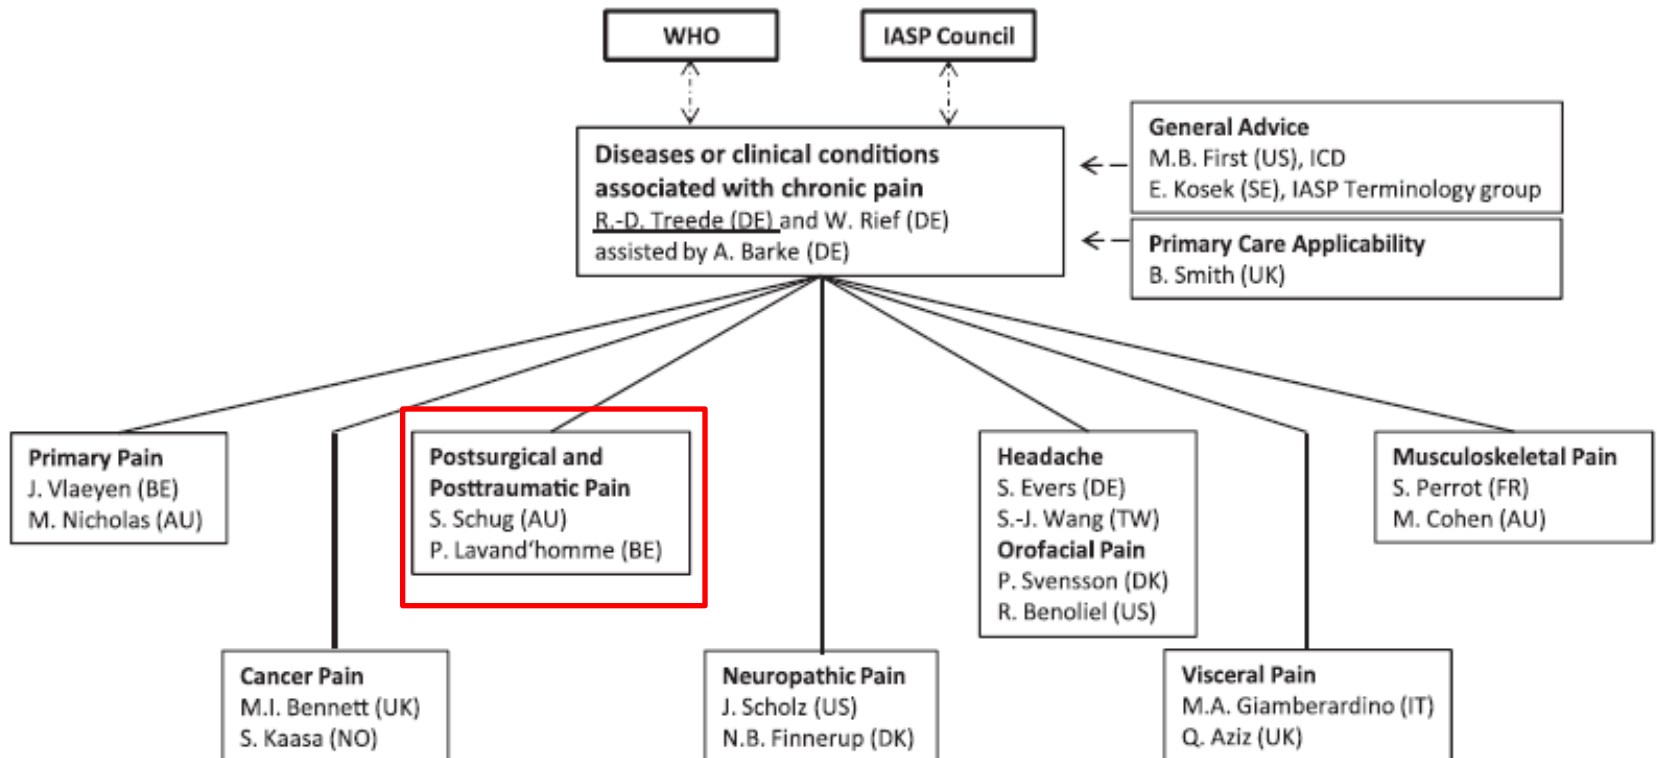 WHO
IASP Council
Diseases or clinical conditions
associated with chronic pain
R.-D. Treede (DE) and W. Rief (DE)
assisted by A. Barke (DE)
General Advice
M.B. First (US), ICD
E. Kosek (SE), IASP Terminology group
Primary Care Applicability
B. Smith (UK)
Primary Pain
J. Vlaeyen (BE)
M. Nicholas (AU)
Postsurgical and
Posttraumatic Pain
S. Schug (AU)
P. Lavand‘homme (BE)
Headache
S. Evers (DE)
S.-J. Wang (TW)
Orofacial Pain
P. Svensson (DK)
R. Benoliel (US)
Musculoskeletal Pain
S. Perrot (FR)
M. Cohen (AU)
Cancer Pain
M.I. Bennett (UK)
S. Kaasa (NO)
Neuropathic Pain
J. Scholz (US)
N.B. Finnerup (DK)
Visceral Pain
M.A. Giamberardino (IT)
Q. Aziz (UK)